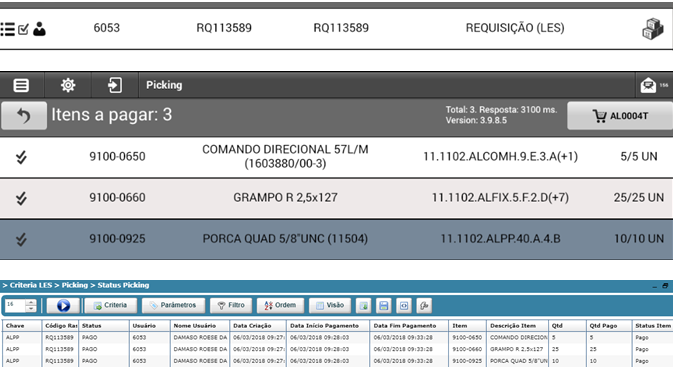 6053 RQ113589 RQ113589 REQUISIÇÃO (LES)
Picking 156
Itens a pagar: 3
Total: 3. Resposta: 3100 ms.
Version: 3.9.8.5
AL0004T
9100-0650 COMANDO DIRECIONAL 57L/M (1603880/00-3) 11.1102.ALCOMH.9.E.3.A(+1) 5/5 UN
9100-0660 GRAMPO R 2,5x127 11.1102.ALFIX.5.F.2.D(+7) 25/25 UN
9100-0925 PORCA QUAD 5/8"UNC (11504) 11.1102.ALPP.40.A.4.B 10/10 UN
> Criteria LES > Picking > Status Picking
16 Criteria Parâmetros Filtro Ordem Visão
Chave Código Ras Status Usuário Nome Usuário Data Criação Data Início Pagamento Data Fim Pagamento Item Descrição Item Qtd Qtd Pago Status Item
ALPP RQ113589 PAGO 6053 DAMASO ROESE DA 06/03/2018 09:27: 06/03/2018 09:28:03 06/03/2018 09:33:28 9100-0650 COMANDO DIRECION 5 5 Pago
ALPP RQ113589 PAGO 6053 DAMASO ROESE DA 06/03/2018 09:27: 06/03/2018 09:28:03 06/03/2018 09:33:28 9100-0660 GRAMPO R 2,5x127 25 25 Pago
ALPP RQ113589 PAGO 6053 DAMASO ROESE DA 06/03/2018 09:27: 06/03/2018 09:28:03 06/03/2018 09:33:28 9100-0925 PORCA QUAD 5/8"UN 10 10 Pago